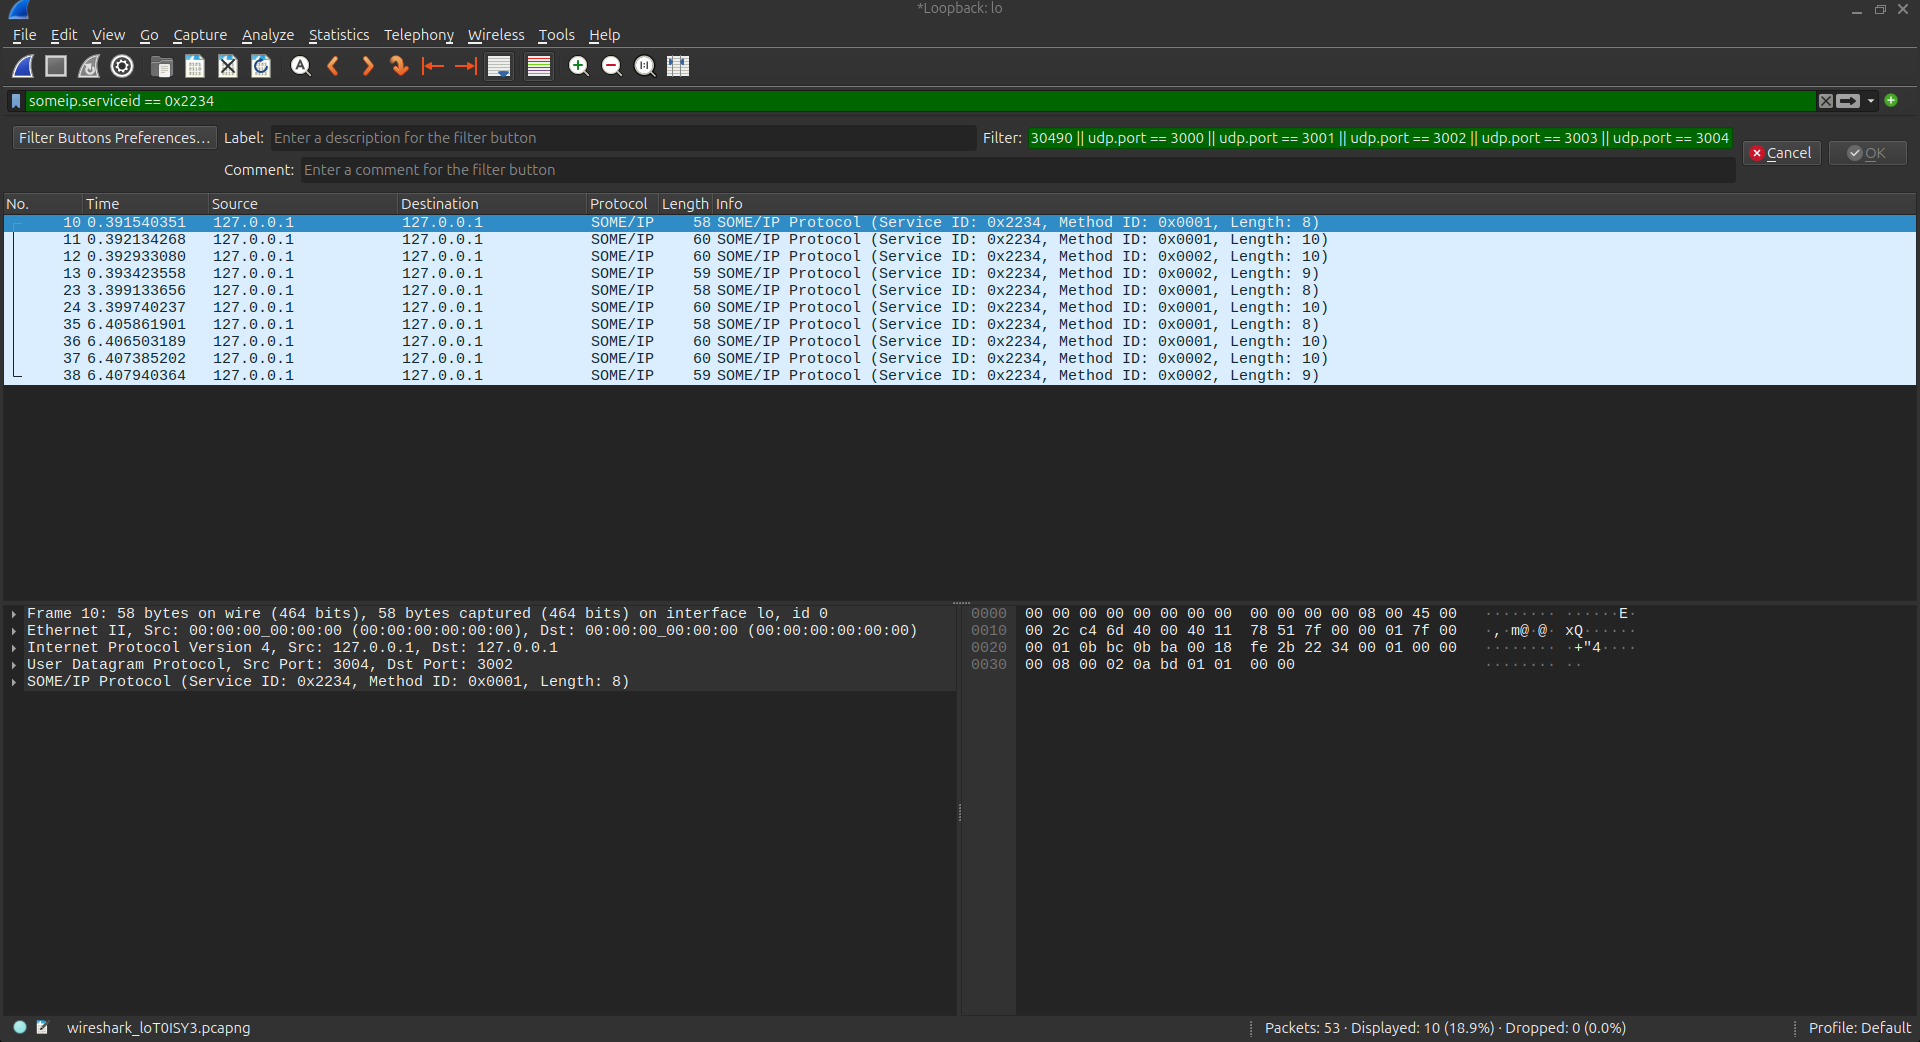 *Loopback: lo
File Edit View Go Capture Analyze Statistics Telephony Wireless Tools Help
someip.serviceid == 0x2234
Filter Buttons Preferences... Label: Enter a description for the filter button Filter: 30490 || udp.port == 3000 || udp.port == 3001 || udp.port == 3002 || udp.port == 3003 || udp.port == 3004 Cancel OK
Comment: Enter a comment for the filter button
No. Time Source Destination Protocol Length Info
10 0.391540351 127.0.0.1 127.0.0.1 SOME/IP 58 SOME/IP Protocol (Service ID: 0x2234, Method ID: 0x0001, Length: 8)
11 0.392134268 127.0.0.1 127.0.0.1 SOME/IP 60 SOME/IP Protocol (Service ID: 0x2234, Method ID: 0x0001, Length: 10)
12 0.392933080 127.0.0.1 127.0.0.1 SOME/IP 60 SOME/IP Protocol (Service ID: 0x2234, Method ID: 0x0002, Length: 10)
13 0.393423558 127.0.0.1 127.0.0.1 SOME/IP 59 SOME/IP Protocol (Service ID: 0x2234, Method ID: 0x0002, Length: 9)
23 3.399133656 127.0.0.1 127.0.0.1 SOME/IP 58 SOME/IP Protocol (Service ID: 0x2234, Method ID: 0x0001, Length: 8)
24 3.399740237 127.0.0.1 127.0.0.1 SOME/IP 60 SOME/IP Protocol (Service ID: 0x2234, Method ID: 0x0001, Length: 10)
35 6.405861901 127.0.0.1 127.0.0.1 SOME/IP 58 SOME/IP Protocol (Service ID: 0x2234, Method ID: 0x0001, Length: 8)
36 6.406503189 127.0.0.1 127.0.0.1 SOME/IP 60 SOME/IP Protocol (Service ID: 0x2234, Method ID: 0x0001, Length: 10)
37 6.407385202 127.0.0.1 127.0.0.1 SOME/IP 60 SOME/IP Protocol (Service ID: 0x2234, Method ID: 0x0002, Length: 10)
38 6.407940364 127.0.0.1 127.0.0.1 SOME/IP 59 SOME/IP Protocol (Service ID: 0x2234, Method ID: 0x0002, Length: 9)
Frame 10: 58 bytes on wire (464 bits), 58 bytes captured (464 bits) on interface lo, id 0
Ethernet II, Src: 00:00:00_00:00:00 (00:00:00:00:00:00), Dst: 00:00:00_00:00:00 (00:00:00:00:00:00)
Internet Protocol Version 4, Src: 127.0.0.1, Dst: 127.0.0.1
User Datagram Protocol, Src Port: 3004, Dst Port: 3002
SOME/IP Protocol (Service ID: 0x2234, Method ID: 0x0001, Length: 8)
0000 00 00 00 00 00 00 00 00 00 00 00 00 08 00 45 00 ········ ······E·
0010 00 2c c4 6d 40 00 40 11 78 51 7f 00 00 01 7f 00 ·,·m@·@· xQ······
0020 00 01 0b bc 0b ba 00 18 fe 2b 22 34 00 01 00 00 ········ ·+"4····
0030 00 08 00 02 0a bd 01 01 00 00 ········ ··
wireshark_loT0ISY3.pcapng
Packets: 53 · Displayed: 10 (18.9%) · Dropped: 0 (0.0%)
Profile: Default